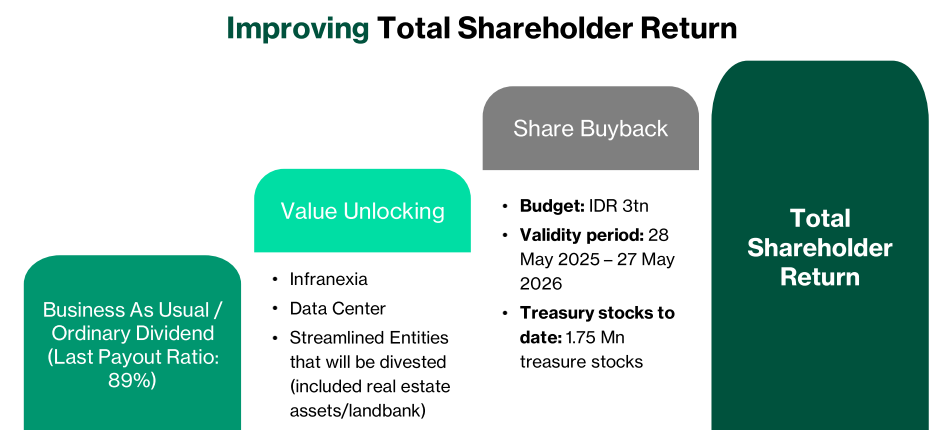 Improving Total Shareholder Return
Business As Usual /
Ordinary Dividend
(Last Payout Ratio:
89%)
Value Unlocking
• Infranexia
• Data Center
• Streamlined Entities
that will be divested
(included real estate
assets/landbank)
Share Buyback
• Budget: IDR 3tn
• Validity period: 28
May 2025 – 27 May
2026
• Treasury stocks to
date: 1.75 Mn
treasure stocks
Total
Shareholder
Return